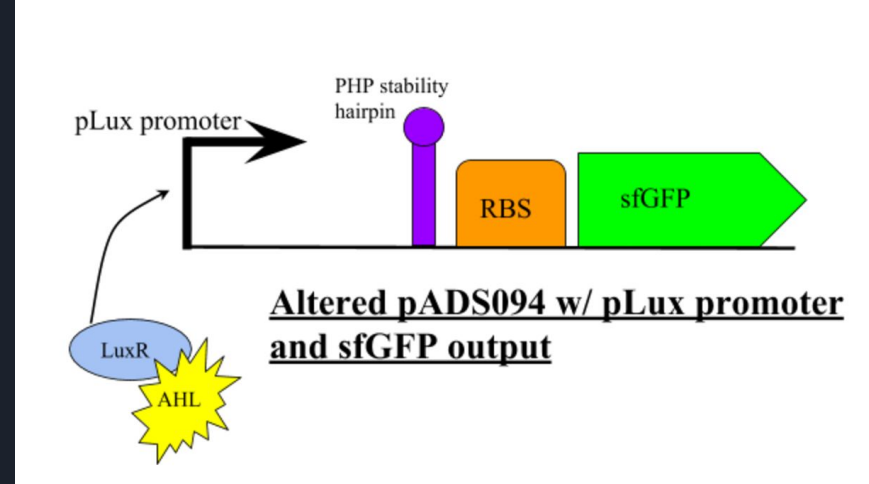 PHP stability
hairpin
pLux promoter
RBS
sfGFP
Altered pADS094 w/ pLux promoter
and sfGFP output
LuxR
AHL